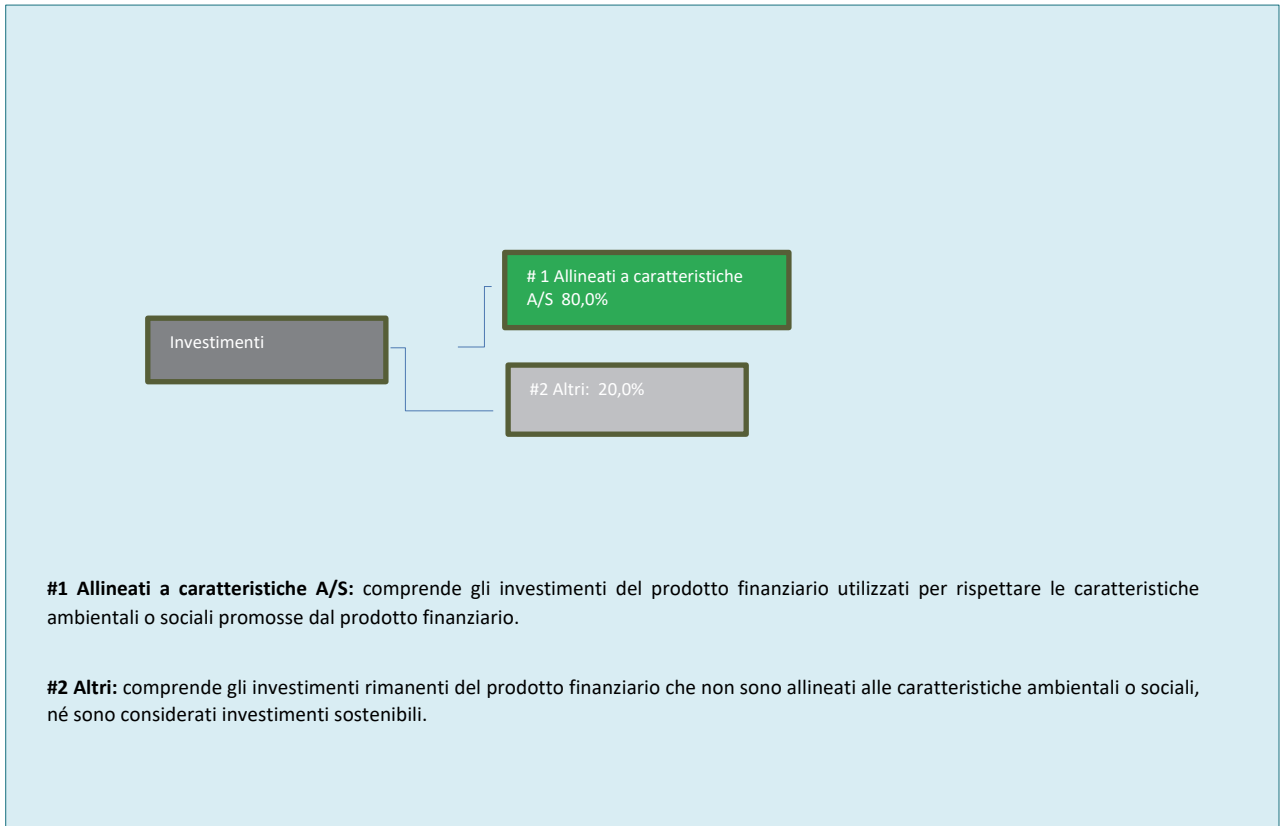 # 1 Allineati a caratteristiche
A/S 80,0%
Investimenti
#2 Altri: 20,0%
#1 Allineati a caratteristiche A/S: comprende gli investimenti del prodotto finanziario utilizzati per rispettare le caratteristiche
ambientali o sociali promosse dal prodotto finanziario.
#2 Altri: comprende gli investimenti rimanenti del prodotto finanziario che non sono allineati alle caratteristiche ambientali o sociali,
né sono considerati investimenti sostenibili.